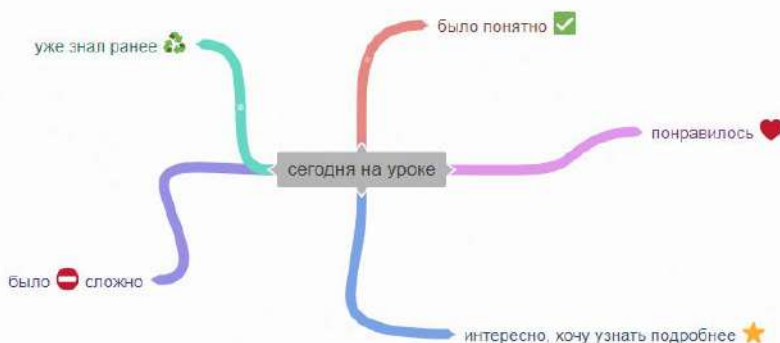 было понятно ✅
уже знал ранее ♻
понравилось ❤
сегодня на уроке
было ⛔ сложно
интересно, хочу узнать подробнее ⭐